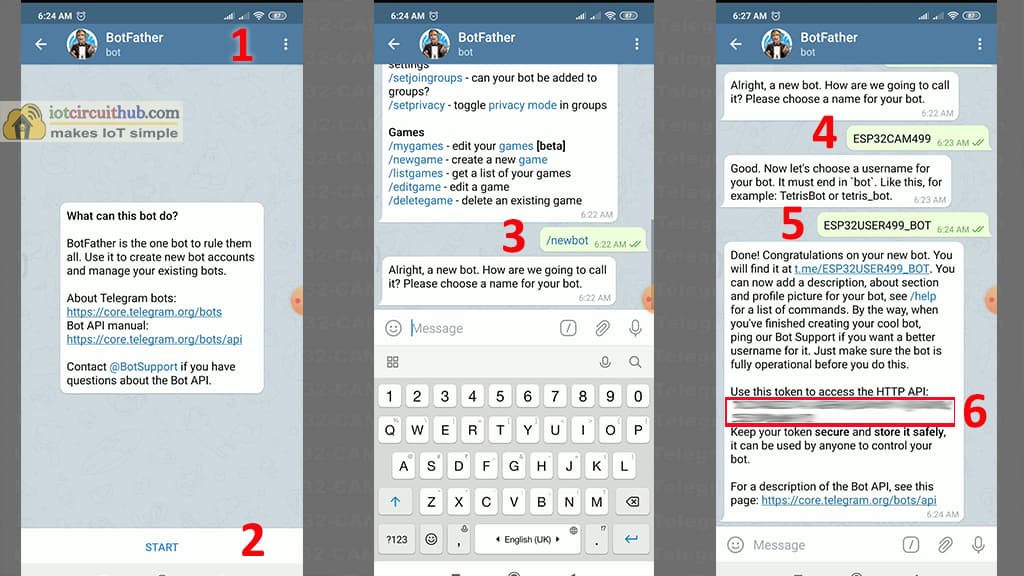 6:24 AM
87
BotFather
bot
1
iotcircuithub.com
makes IoT simple
What can this bot do?
BotFather is the one bot to rule them
all. Use it to create new bot accounts
and manage your existing bots.
About Telegram bots:
https://core.telegram.org/bots
Bot API manual:
https://core.telegram.org/bots/api
Contact @BotSupport if you have
questions about the Bot API.
START
2
6:24 AM
87
BotFather
bot
settings
/setjoingroups - can your bot be added to
groups?
/setprivacy - toggle privacy mode in groups
Games
/mygames - edit your games [beta]
/newgame - create a new game
/listgames - get a list of your games
/editgame - edit a game
/deletegame - delete an existing game
6:22 AM
3
/newbot 6:22 AM
Alright, a new bot. How are we going to call
it? Please choose a name for your bot.
6:22 AM
Message
1 2 3 4 5 6 7 8 9 0
Q W E R T Y U I O P
A S D F G H J K L
Z X C V B N M
?123 , English (UK) .
6:27 AM
87
BotFather
bot
Alright, a new bot. How are we going to call
it? Please choose a name for your bot.
6:22 AM
4
ESP32CAM499 6:23 AM
Good. Now let's choose a username for
your bot. It must end in `bot`. Like this, for
example: TetrisBot or tetris_bot.
6:23 AM
5
ESP32USER499_BOT 6:24 AM
Done! Congratulations on your new bot. You
will find it at t.me/ESP32USER499_BOT. You
can now add a description, about section
and profile picture for your bot, see /help
for a list of commands. By the way, when
you've finished creating your cool bot,
ping our Bot Support if you want a better
username for it. Just make sure the bot is
fully operational before you do this.
Use this token to access the HTTP API:
6
Keep your token secure and store it safely,
it can be used by anyone to control your
bot.
For a description of the Bot API, see this
page: https://core.telegram.org/bots/api
6:24 AM
Message